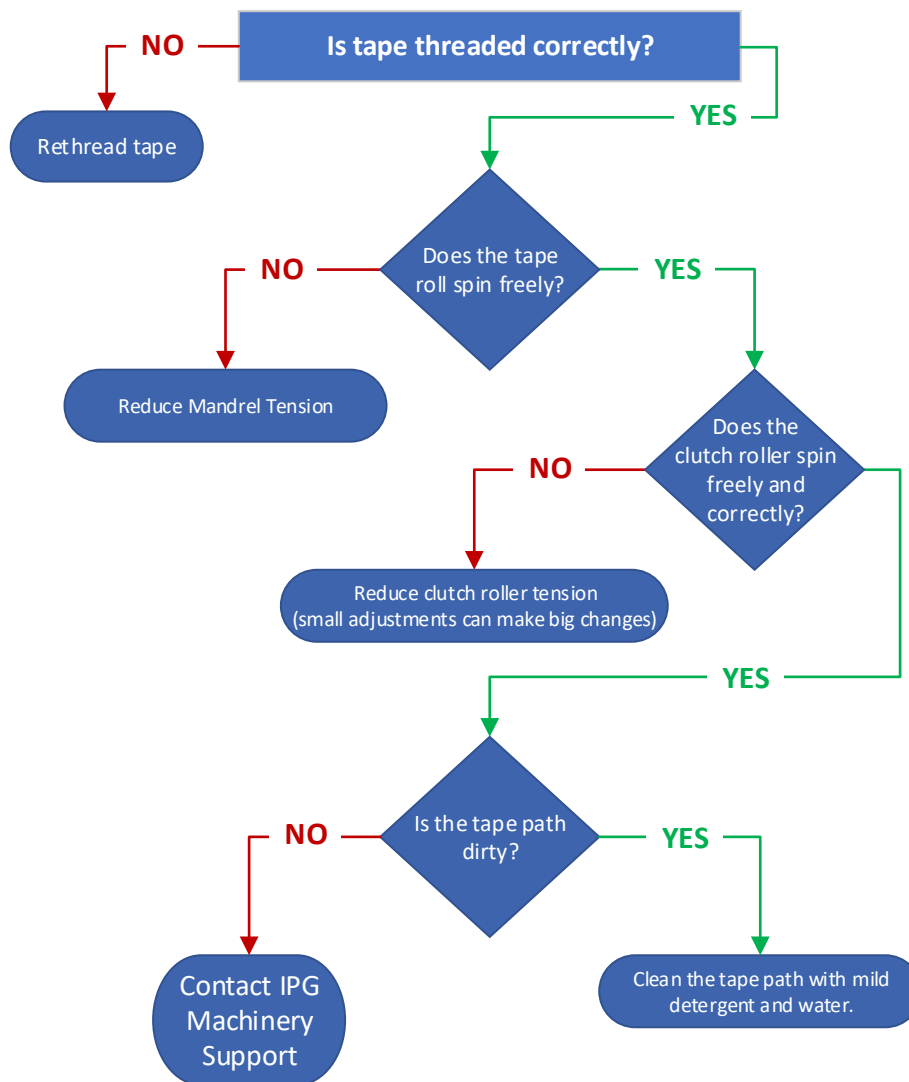 Is tape threaded correctly?
NO
YES
Rethread tape
Does the tape
roll spin freely?
NO
YES
Reduce Mandrel Tension
Does the
clutch roller spin
freely and
correctly?
NO
Reduce clutch roller tension
(small adjustments can make big changes)
YES
Is the tape path
dirty?
NO
YES
Contact IPG
Machinery
Support
Clean the tape path with mild
detergent and water.